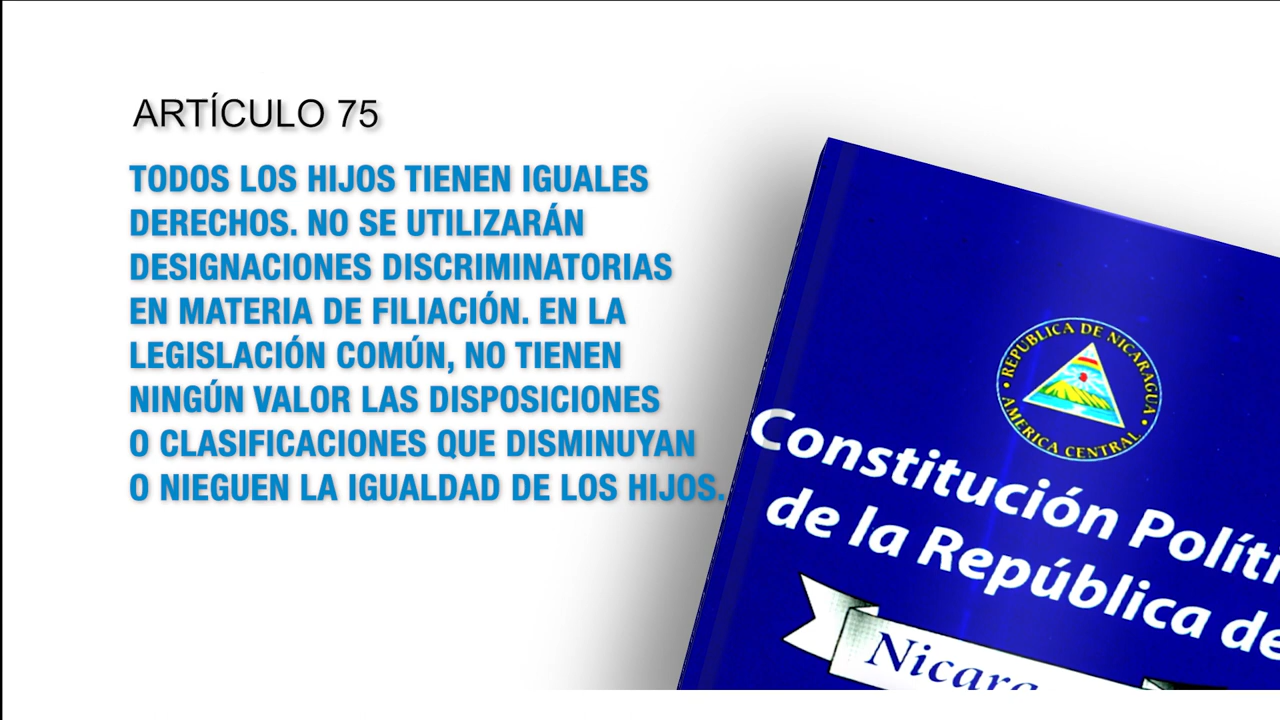 ARTÍCULO 75
TODOS LOS HIJOS TIENEN IGUALES
DERECHOS. NO SE UTILIZARÁN
DESIGNACIONES DISCRIMINATORIAS
EN MATERIA DE FILIACIÓN. EN LA
LEGISLACIÓN COMÚN, NO TIENEN
NINGÚN VALOR LAS DISPOSICIONES
O CLASIFICACIONES QUE DISMINUYAN
O NIEGUEN LA IGUALDAD DE LOS HIJOS.
REPUBLICA DE NICARAGUA
AMERICA CENTRAL
Constitución Políti
de la República de
Nicarag